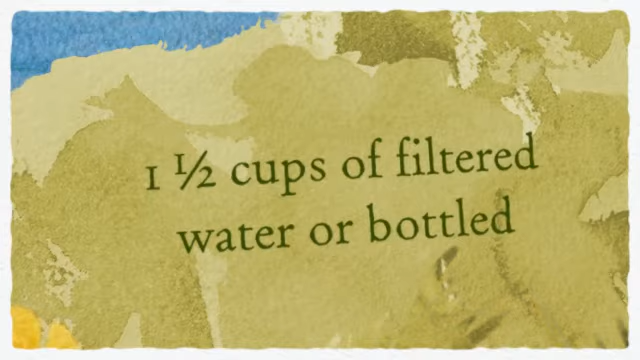 1 ½ cups of filtered
water or bottled